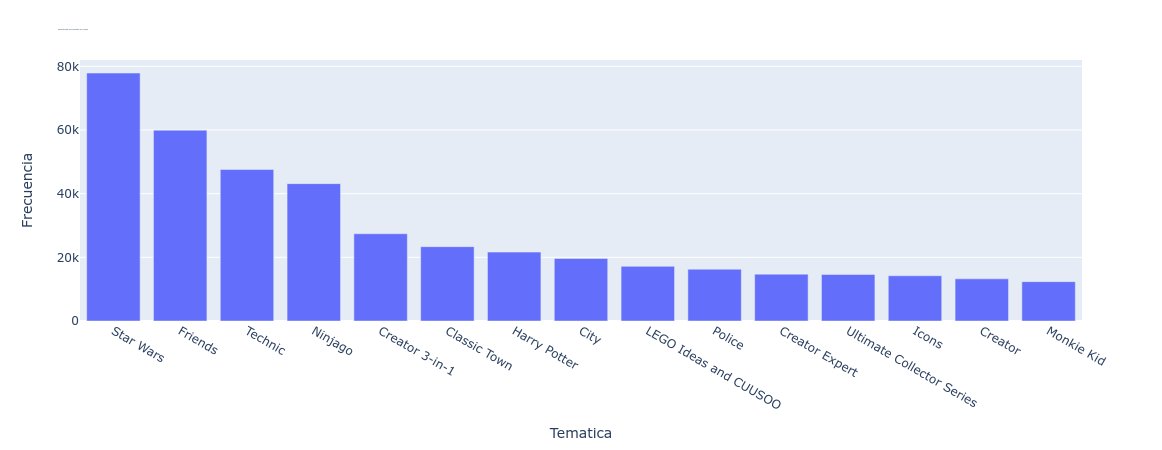 80k
60k
40k
20k
0
Frecuencia
Star Wars
Friends
Technic
Ninjago
Creator 3-in-1
Classic Town
Harry Potter
City
LEGO Ideas and CUUSOO
Police
Creator Expert
Ultimate Collector Series
Icons
Creator
Monkie Kid
Tematica